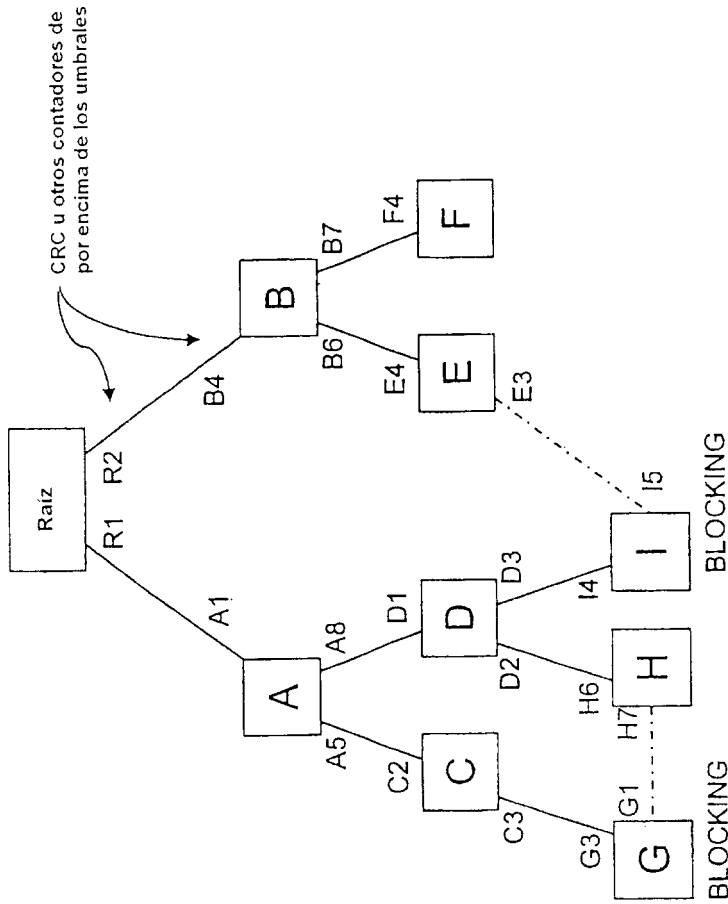 CRC u otros contadores de
por encima de los umbrales
Raíz
R1
R2
A1
B4
A
B
A5
A8
B6
B7
C2
D1
E4
F4
C
D
E
F
C3
D2
D3
E3
G3
G1
H7
H6
I4
I5
G
H
I
BLOCKING
BLOCKING